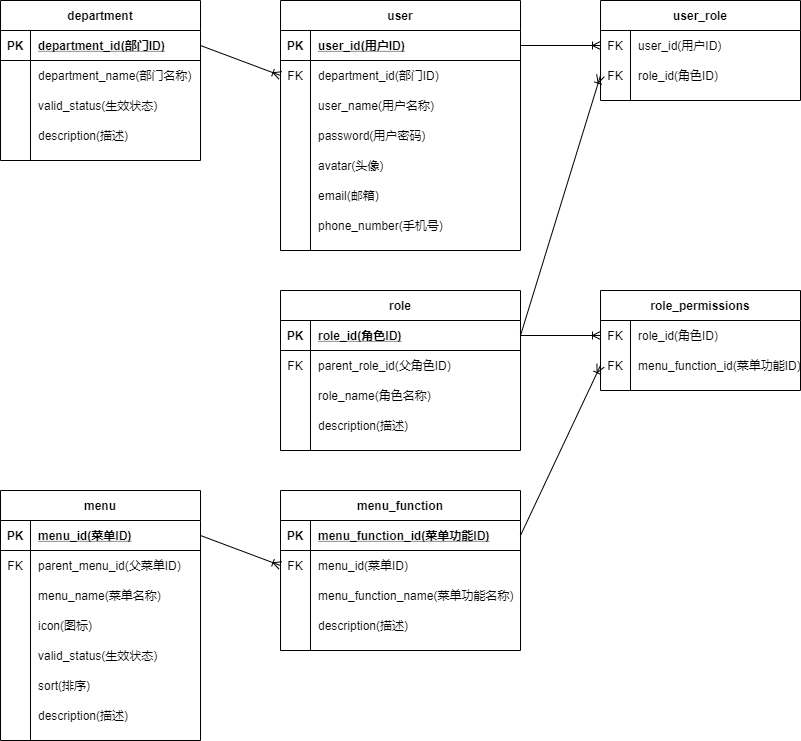 department
PK department_id(部门ID)
department_name(部门名称)
valid_status(生效状态)
description(描述)
user
PK user_id(用户ID)
FK department_id(部门ID)
user_name(用户名称)
password(用户密码)
avatar(头像)
email(邮箱)
phone_number(手机号)
user_role
FK user_id(用户ID)
FK role_id(角色ID)
role
PK role_id(角色ID)
FK parent_role_id(父角色ID)
role_name(角色名称)
description(描述)
role_permissions
FK role_id(角色ID)
FK menu_function_id(菜单功能ID)
menu
PK menu_id(菜单ID)
FK parent_menu_id(父菜单ID)
menu_name(菜单名称)
icon(图标)
valid_status(生效状态)
sort(排序)
description(描述)
menu_function
PK menu_function_id(菜单功能ID)
FK menu_id(菜单ID)
menu_function_name(菜单功能名称)
description(描述)